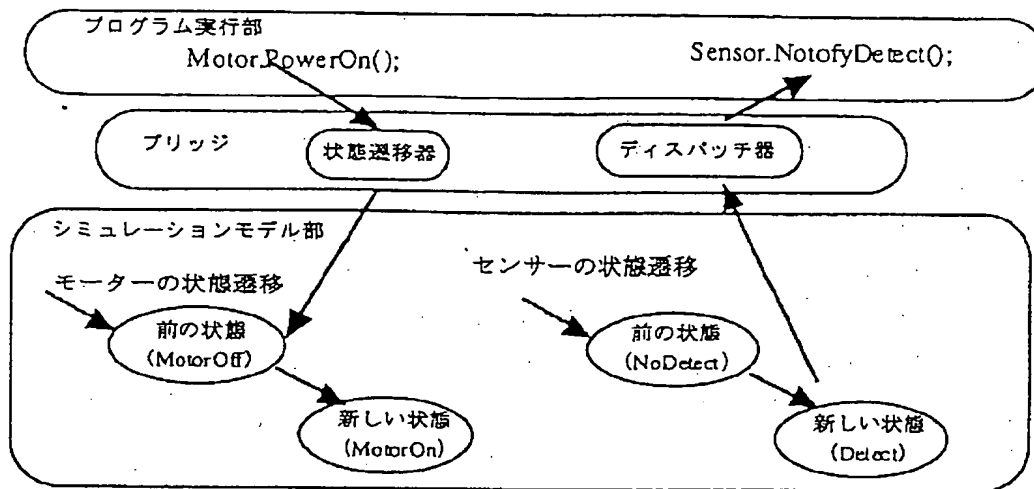 プログラム実行部
Motor.PowerOn();
Sensor.NotofyDetect();
ブリッジ
状態遷移器
ディスパッチ器
シミュレーションモデル部
モーターの状態遷移
センサーの状態遷移
前の状態
(MotorOff)
前の状態
(NoDetect)
新しい状態
(MotorOn)
新しい状態
(Detect)